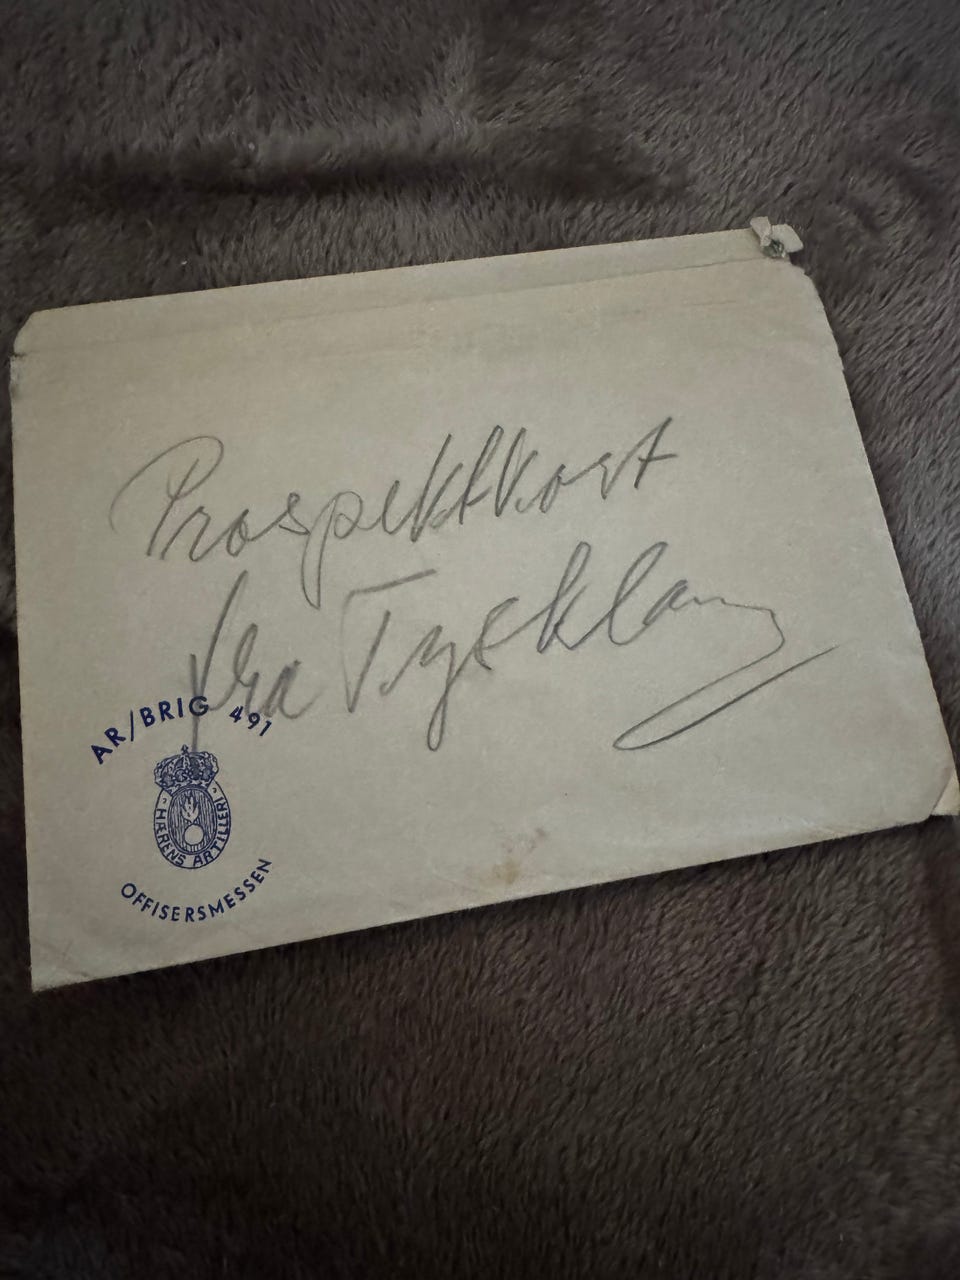 Prospektkort
fra Tyskland
AR/BRIG 491
HÆRENS ARTILLERI
OFFISERSMESSEN